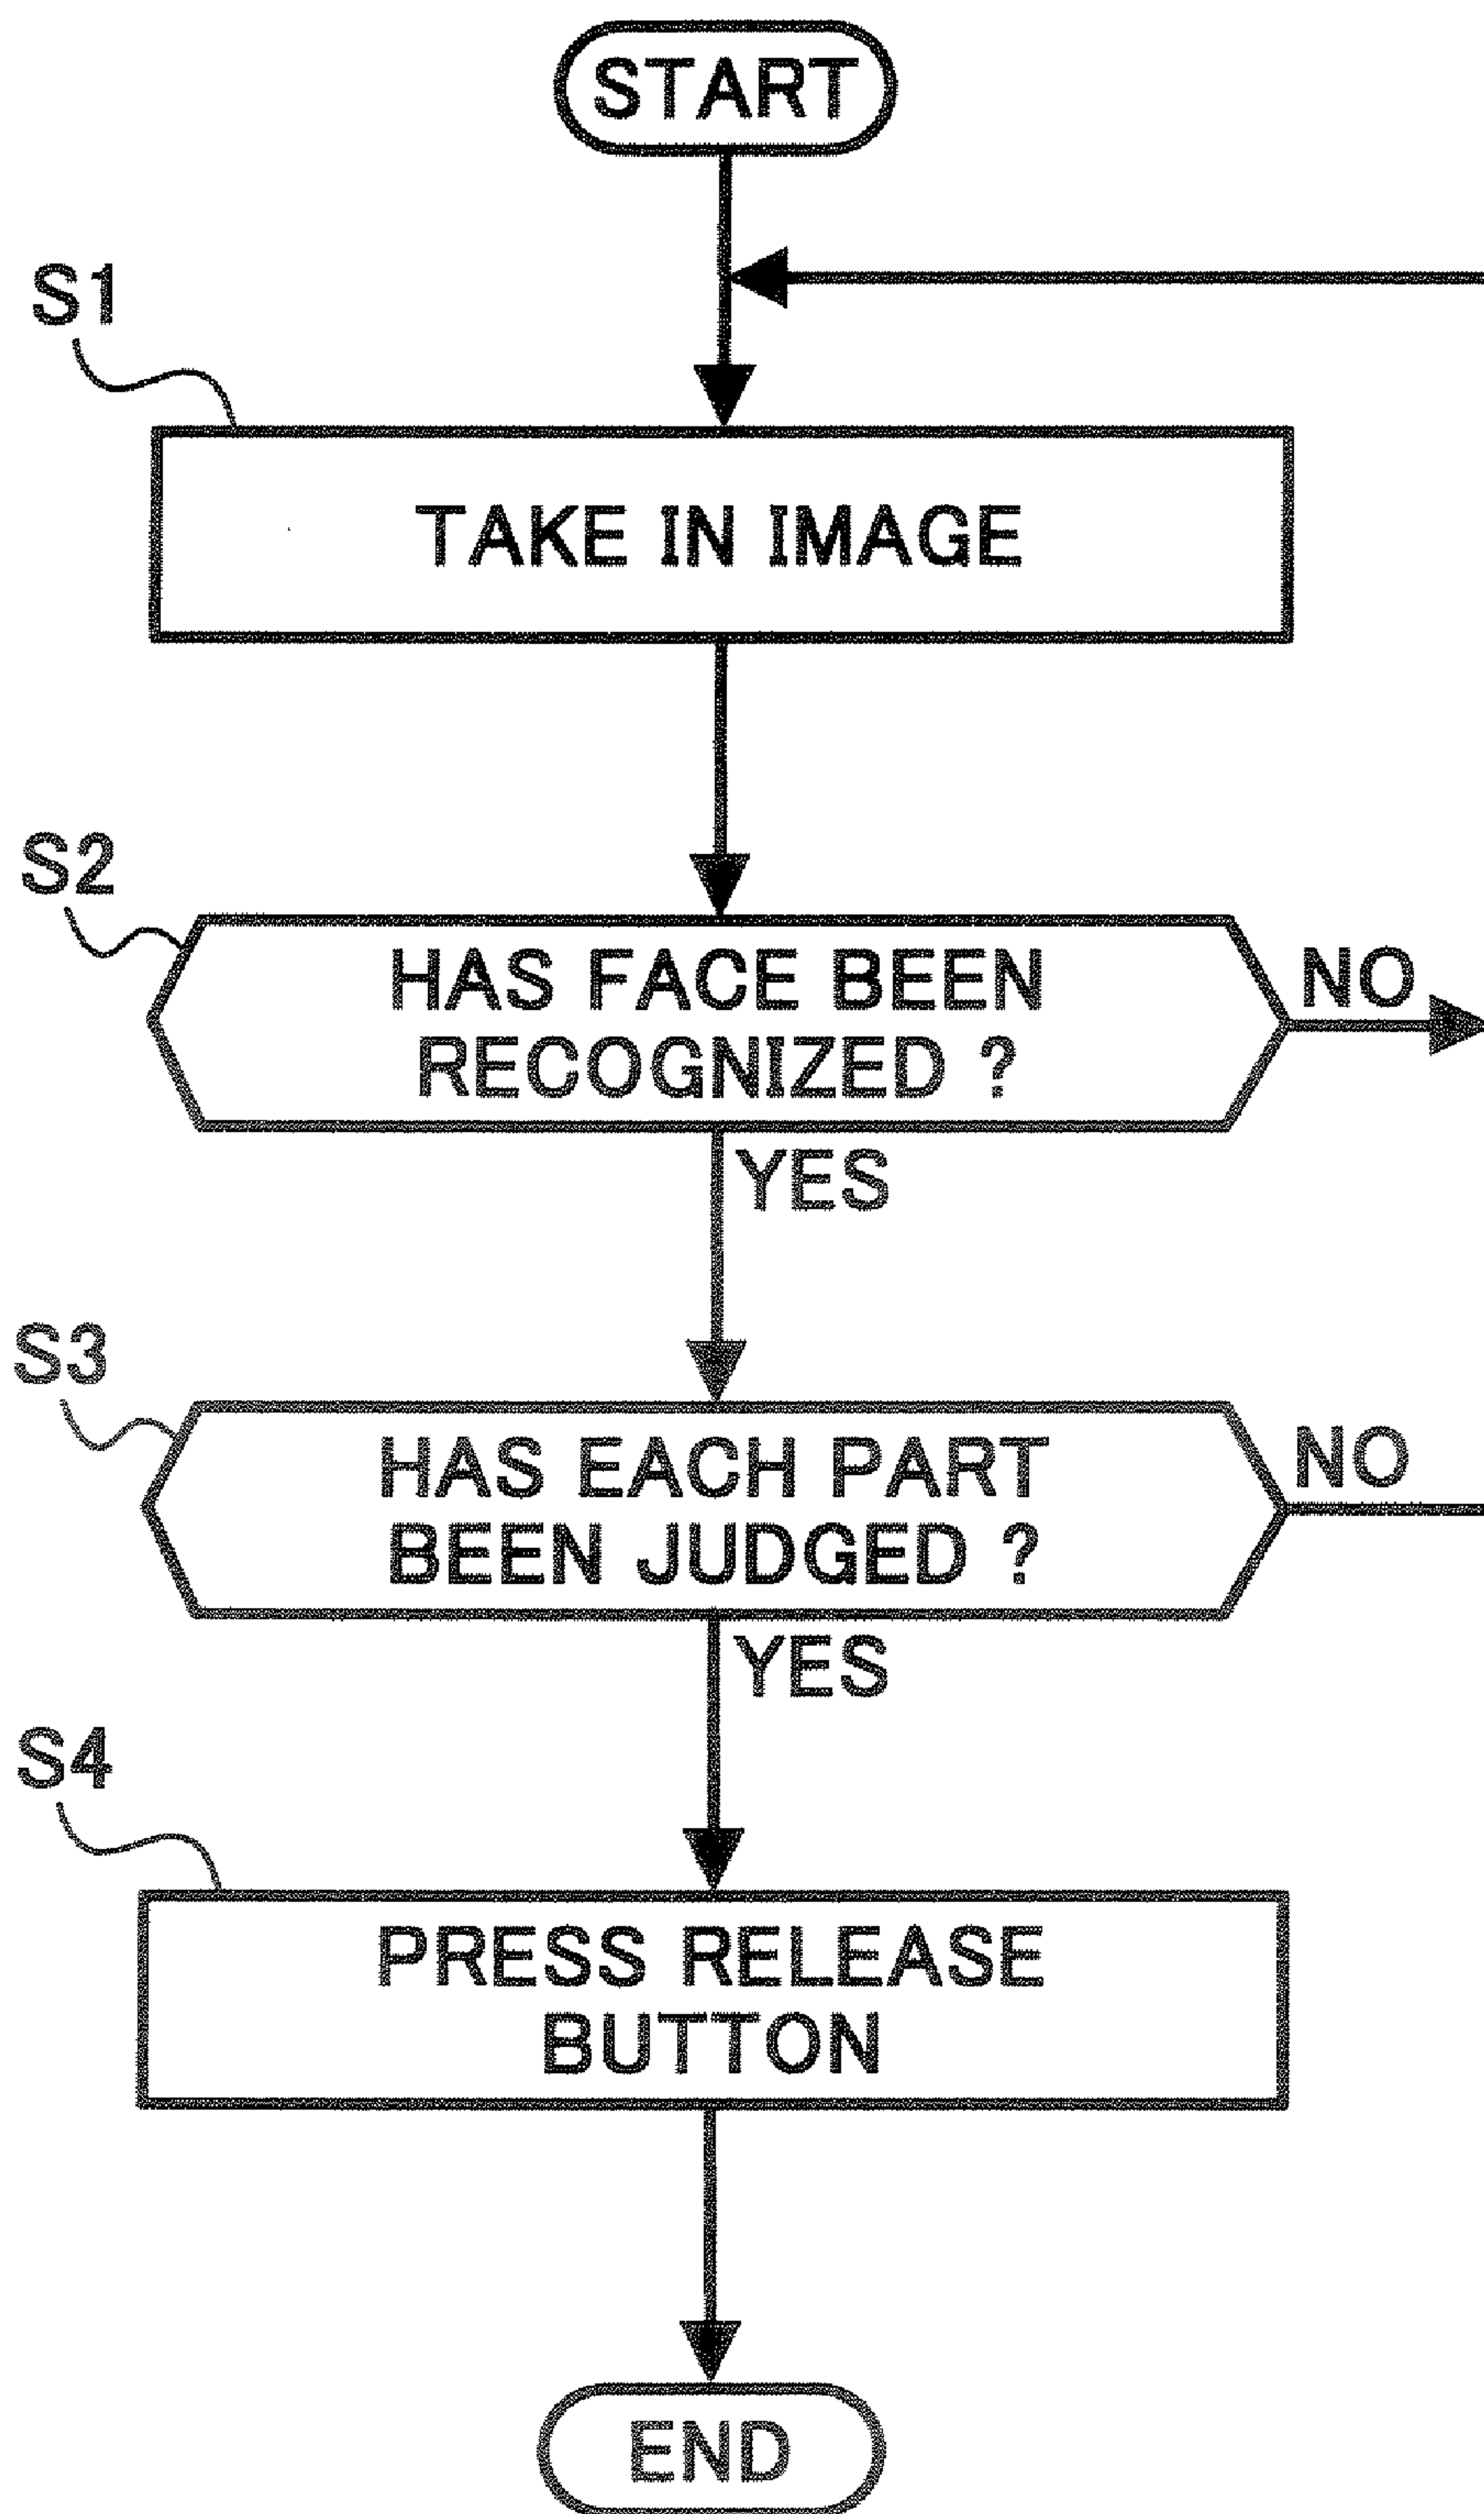 START
S1
TAKE IN IMAGE
S2
HAS FACE BEEN
RECOGNIZED ?
NO
YES
S3
HAS EACH PART
BEEN JUDGED ?
NO
YES
S4
PRESS RELEASE
BUTTON
END